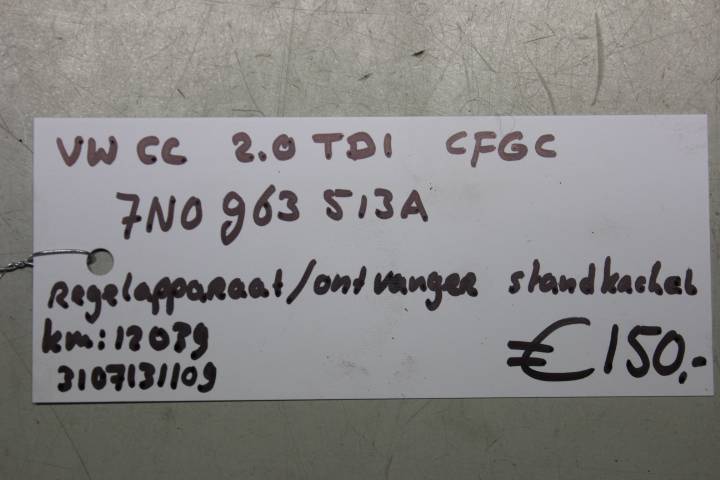 VW CC 2.0 TDI CFGC
7N0 963 513A
Regelapparaat/ontvanger standkachel
km: 12039
3107131109
€150,-